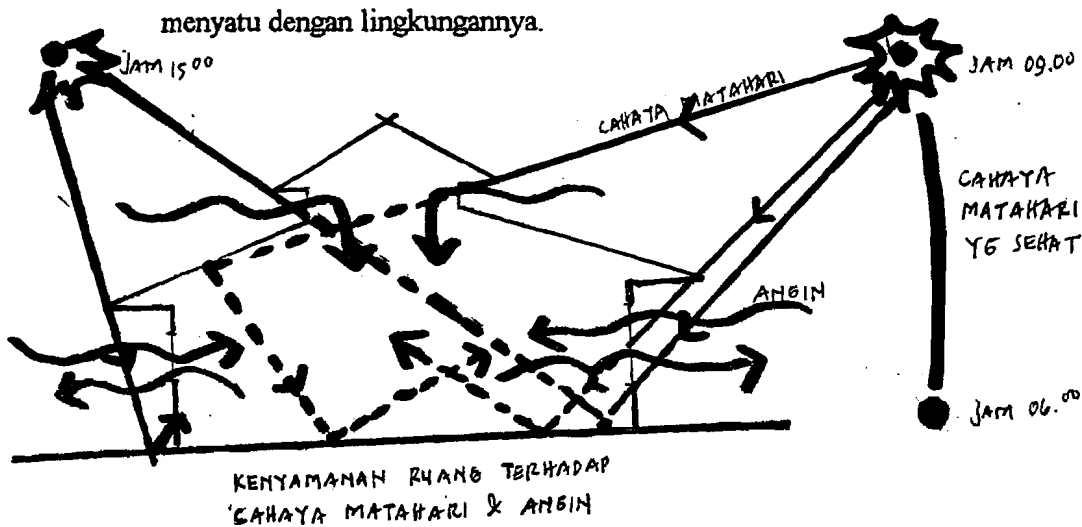 menyatu dengan lingkungannya.
JAM 15 00
JAM 09.00
CAHAYA MATAHARI
CAHAYA
MATAHARI
YG SEHAT
ANGIN
JAM 06.00
KENYAMANAN RUANG TERHADAP
CAHAYA MATAHARI & ANGIN